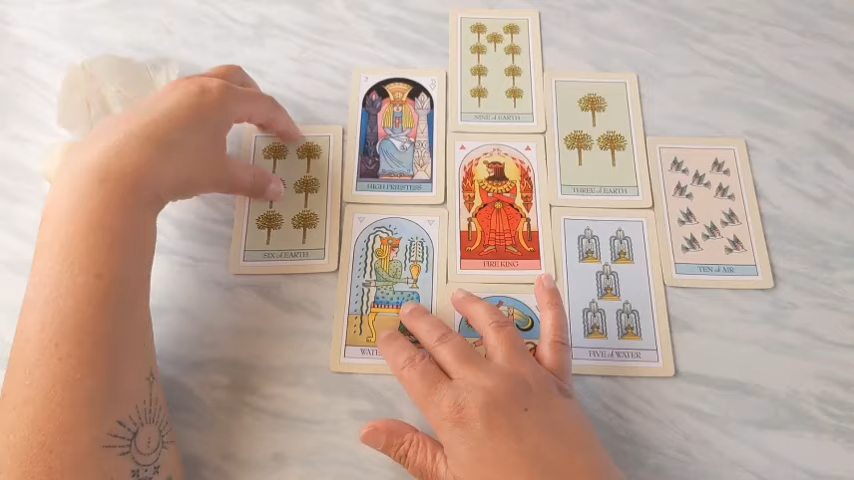 NINE of EARTH
HIGH PRIESTESS
THREE of EARTH
SIX of EARTH
FIRE KING
TEN of AIR
FIVE of WATER